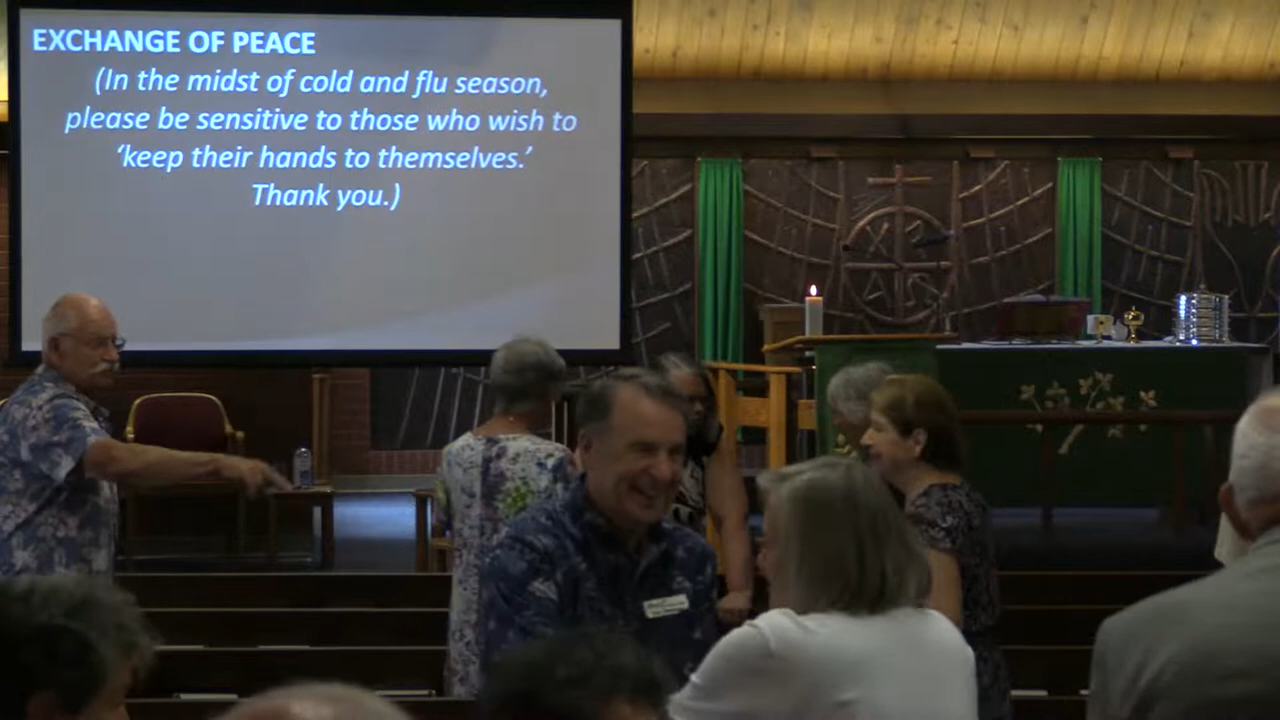 EXCHANGE OF PEACE
(In the midst of cold and flu season,
please be sensitive to those who wish to
‘keep their hands to themselves.’
Thank you.)